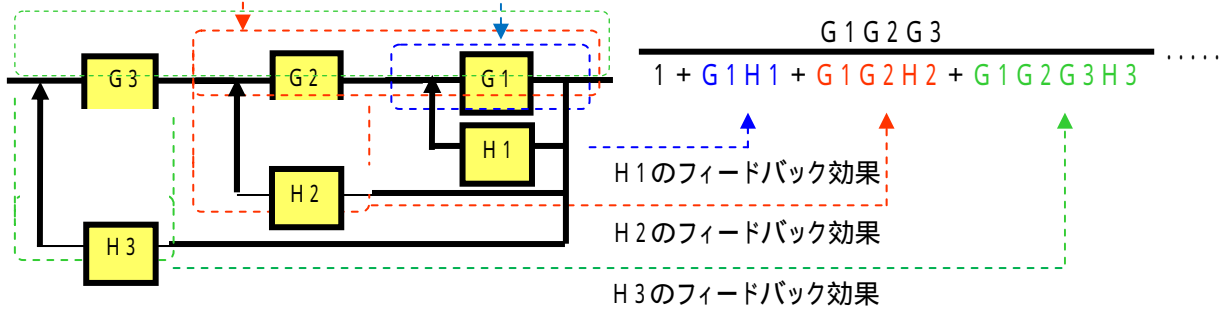 G1G2G3
1 + G1H1 + G1G2H2 + G1G2G3H3
.....
G3
G2
G1
H1
H2
H3
H1のフィードバック効果
H2のフィードバック効果
H3のフィードバック効果